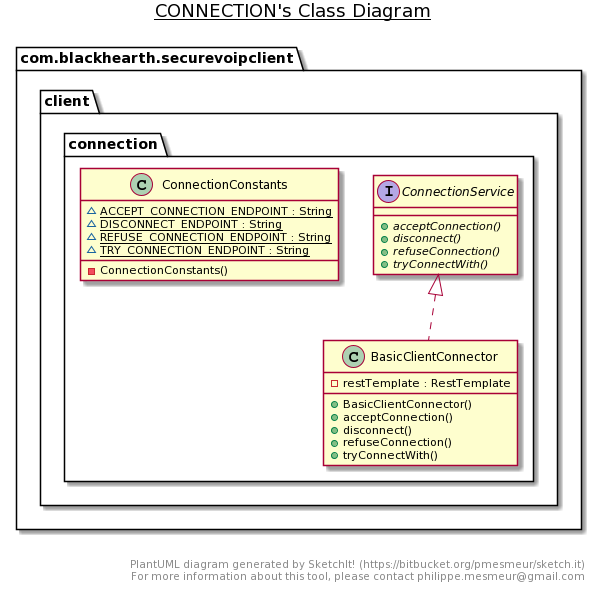 CONNECTION's Class Diagram
com.blackhearth.securevoipclient
client
connection
C ConnectionConstants
ACCEPT_CONNECTION_ENDPOINT : String
DISCONNECT_ENDPOINT : String
REFUSE_CONNECTION_ENDPOINT : String
TRY_CONNECTION_ENDPOINT : String
ConnectionConstants()
I ConnectionService
acceptConnection()
disconnect()
refuseConnection()
tryConnectWith()
C BasicClientConnector
restTemplate : RestTemplate
BasicClientConnector()
acceptConnection()
disconnect()
refuseConnection()
tryConnectWith()
PlantUML diagram generated by SketchIt! (https://bitbucket.org/pmesmeur/sketch.it)
For more information about this tool, please contact philippe.mesmeur@gmail.com